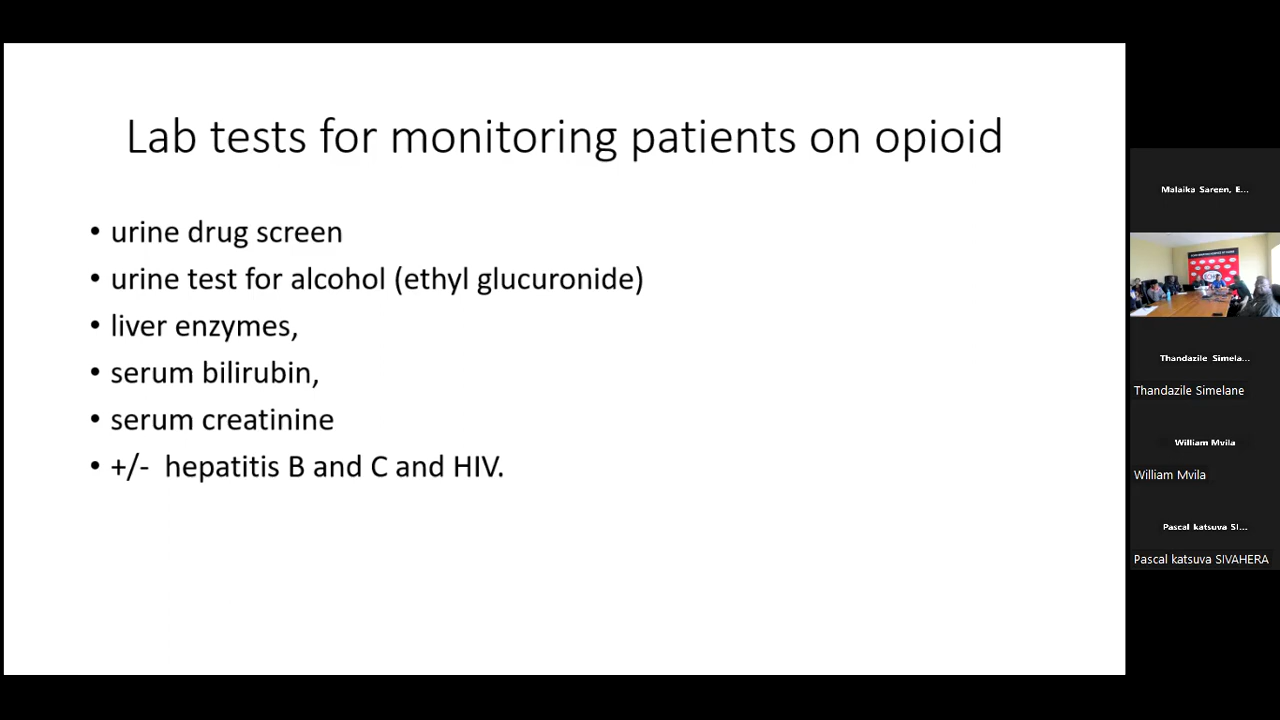 Lab tests for monitoring patients on opioid
• urine drug screen
• urine test for alcohol (ethyl glucuronide)
• liver enzymes,
• serum bilirubin,
• serum creatinine
• +/-  hepatitis B and C and HIV.
Malaika Sareen, E...
Thandazile Simela...
Thandazile Simelane
William Mvila
William Mvila
Pascal katsuva SI...
Pascal katsuva SIVAHERA